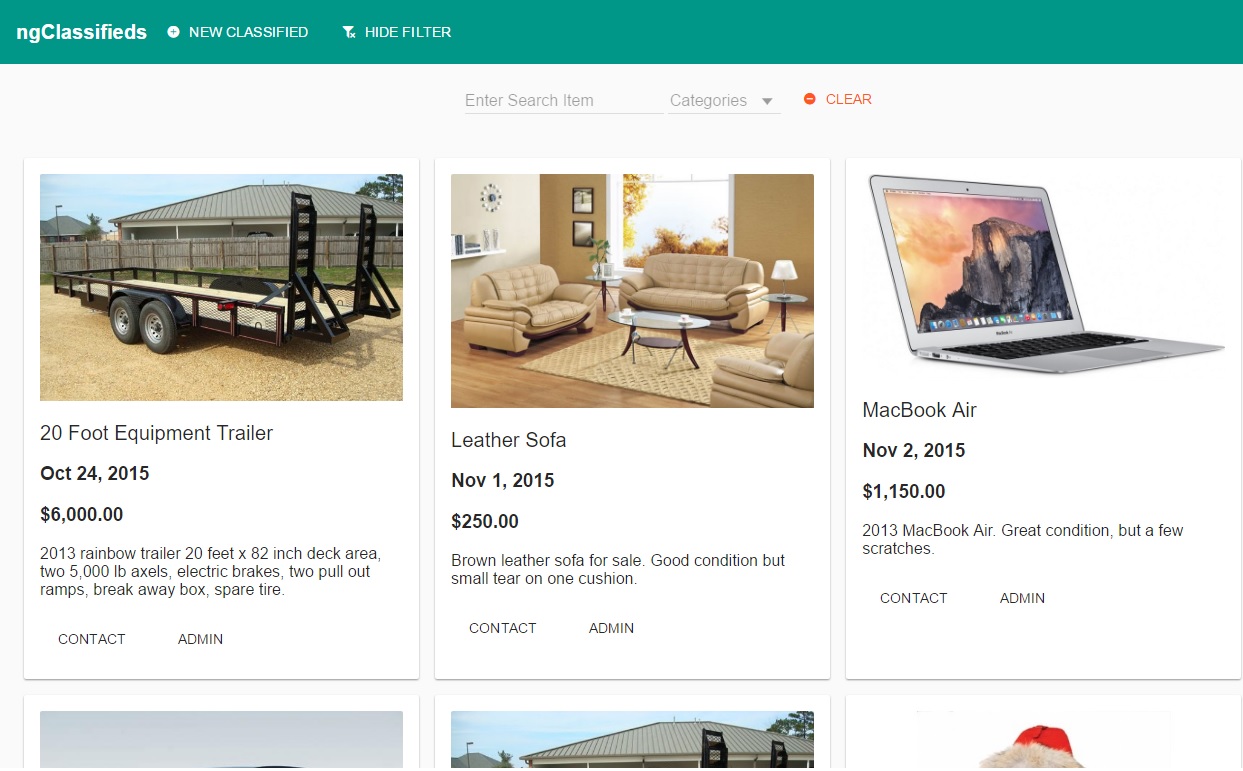 ngClassifieds NEW CLASSIFIED HIDE FILTER
Enter Search Item Categories CLEAR
20 Foot Equipment Trailer
Oct 24, 2015
$6,000.00
2013 rainbow trailer 20 feet x 82 inch deck area,
two 5,000 lb axels, electric brakes, two pull out
ramps, break away box, spare tire.
CONTACT ADMIN
Leather Sofa
Nov 1, 2015
$250.00
Brown leather sofa for sale. Good condition but
small tear on one cushion.
CONTACT ADMIN
MacBook Air
MacBook Air
Nov 2, 2015
$1,150.00
2013 MacBook Air. Great condition, but a few
scratches.
CONTACT ADMIN